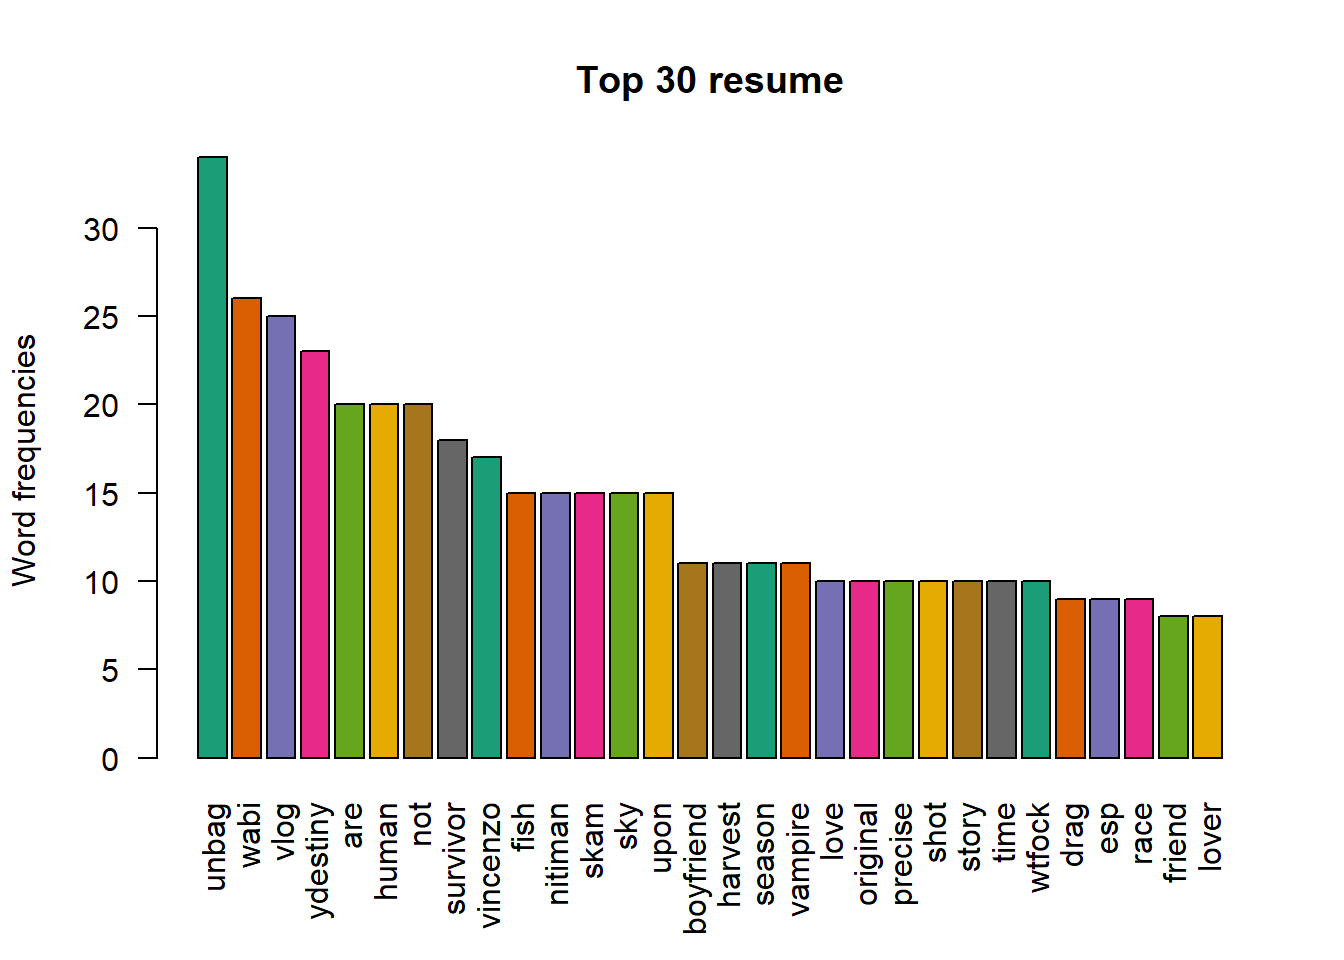 Top 30 resume
Word frequencies
30
25
20
15
10
5
0
unbag
wabi
vlog
ydestiny
are
human
not
survivor
vincenzo
fish
nitiman
skam
sky
upon
boyfriend
harvest
season
vampire
love
original
precise
shot
story
time
wtfock
drag
esp
race
friend
lover